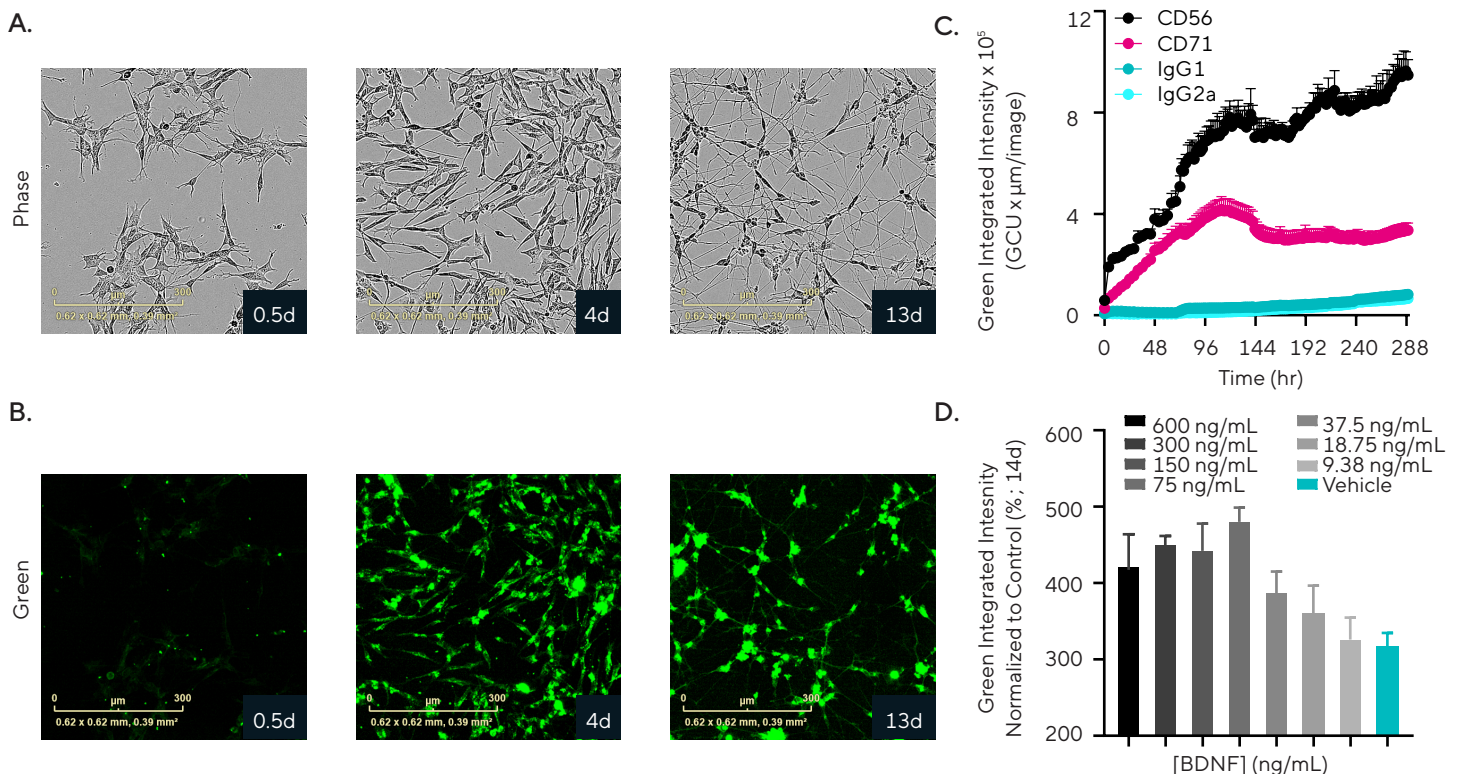 A.
Phase
0 300
µm
0.62 x 0.62 mm, 0.39 mm²
0.5d
0 300
µm
0.62 x 0.62 mm, 0.39 mm²
4d
0 300
µm
0.62 x 0.62 mm, 0.39 mm²
13d
B.
Green
0 µm 300
0.62 x 0.62 mm, 0.39 mm²
0.5d
0 µm 300
0.62 x 0.62 mm, 0.39 mm²
4d
0 µm 300
0.62 x 0.62 mm, 0.39 mm²
13d
C.
Green Integrated Intensity x 10⁵
(GCU x µm/image)
12
8
4
0
CD56
CD71
IgG1
IgG2a
0 48 96 144 192 240 288
Time (hr)
D.
Green Integrated Intesnity
Normalized to Control (%; 14d)
600
500
400
300
200
600 ng/mL
300 ng/mL
150 ng/mL
75 ng/mL
37.5 ng/mL
18.75 ng/mL
9.38 ng/mL
Vehicle
[BDNF] (ng/mL)